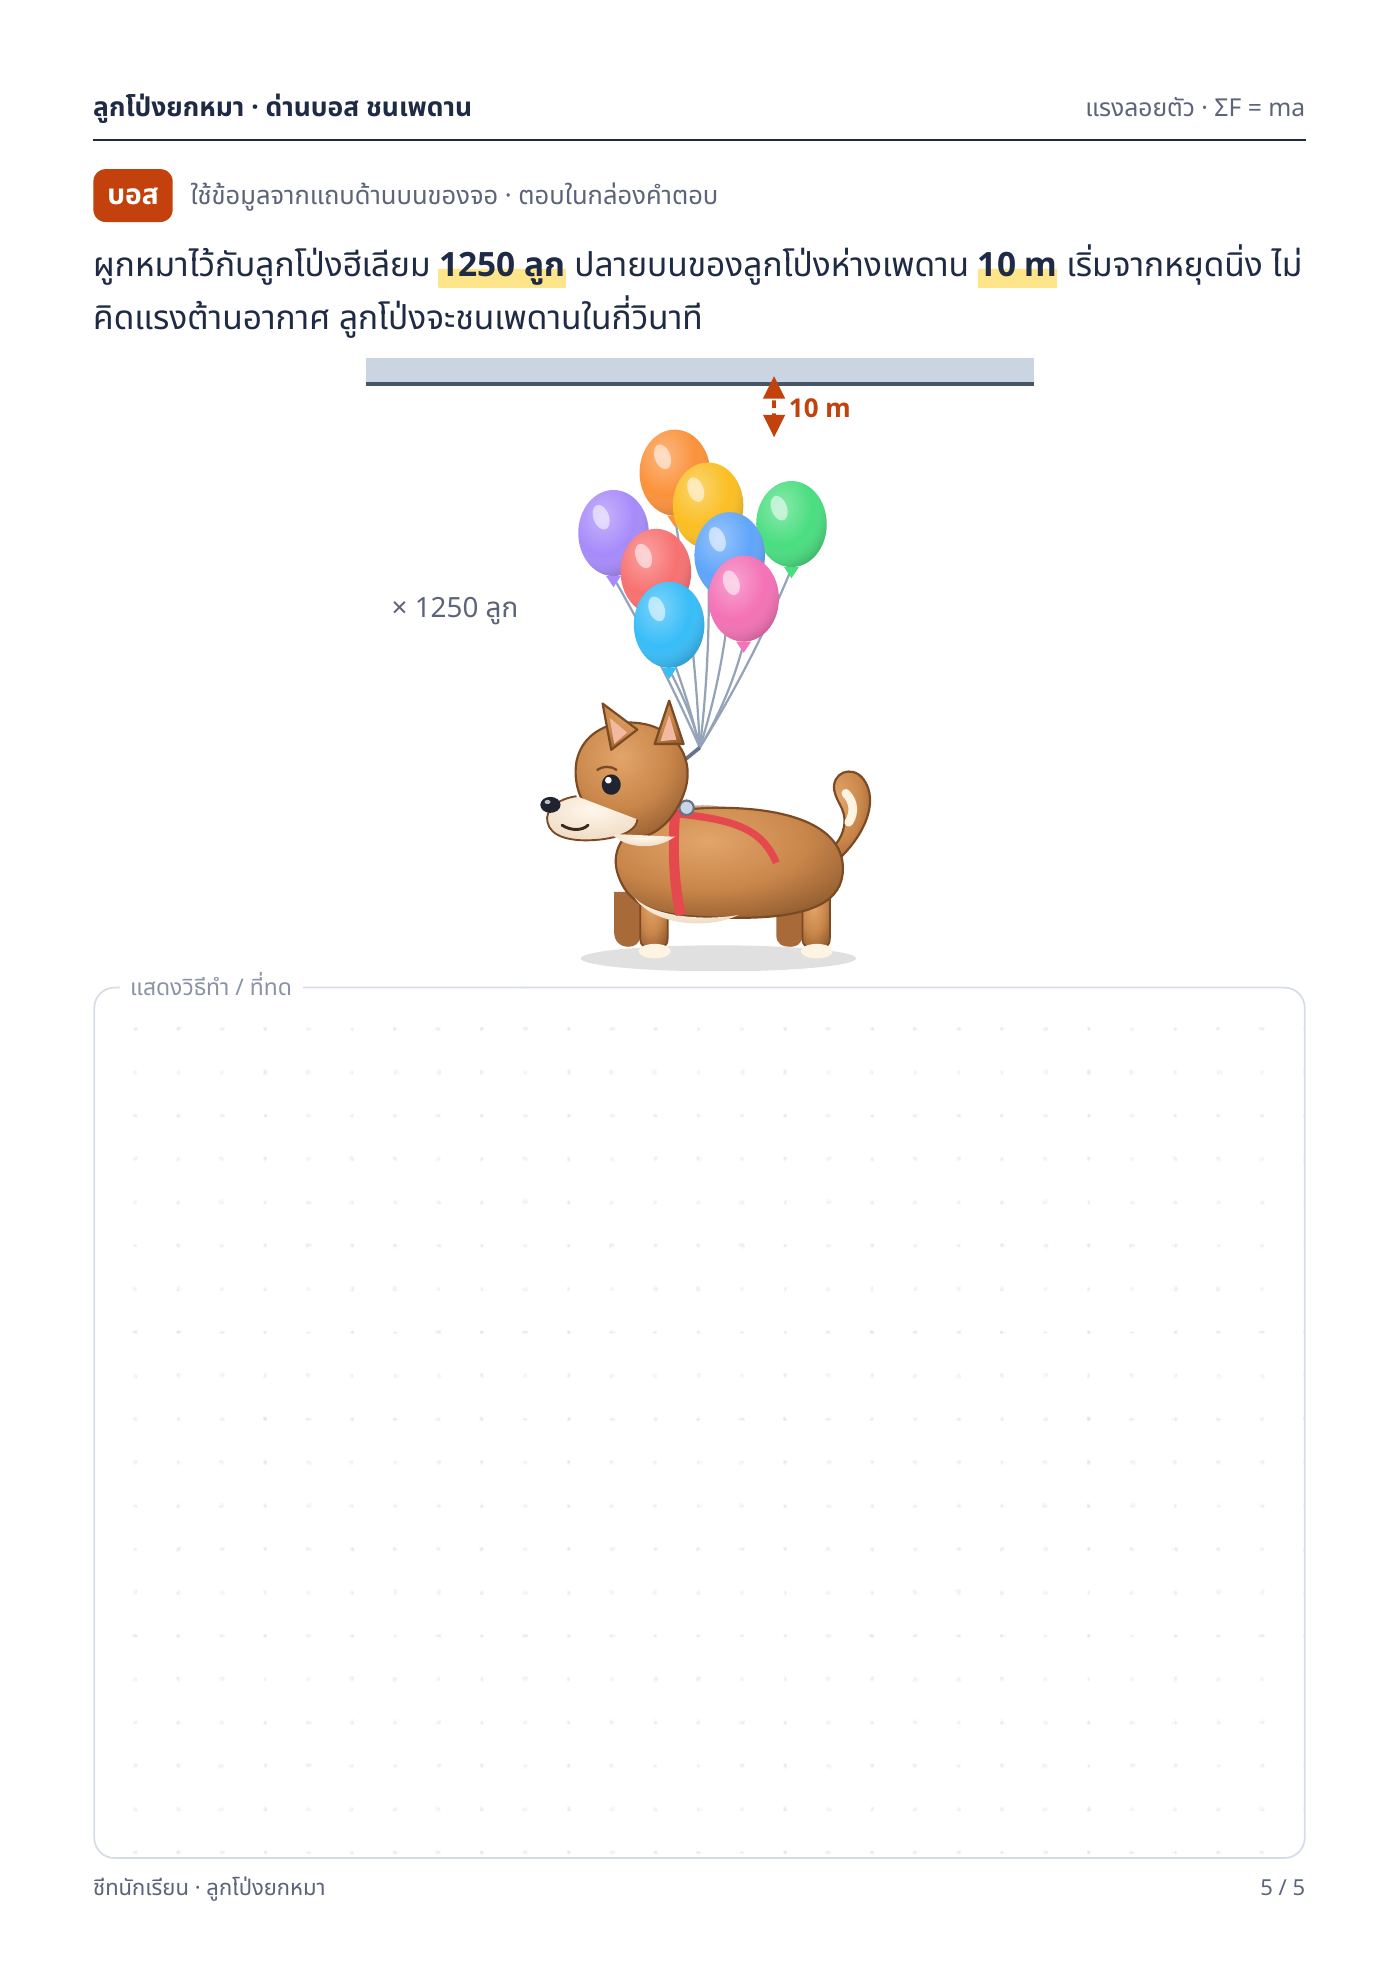 ลูกโป่งยกหมา · ด่านบอส ชนเพดาน
แรงลอยตัว · ΣF = ma
บอส
ใช้ข้อมูลจากแถบด้านบนของจอ · ตอบในกล่องคำตอบ
ผูกหมาไว้กับลูกโป่งฮีเลียม 1250 ลูก ปลายบนของลูกโป่งห่างเพดาน 10 m เริ่มจากหยุดนิ่ง ไม่
คิดแรงต้านอากาศ ลูกโป่งจะชนเพดานในกี่วินาที
10 m
× 1250 ลูก
แสดงวิธีทำ / ที่ทด
ชีทนักเรียน · ลูกโป่งยกหมา
5 / 5